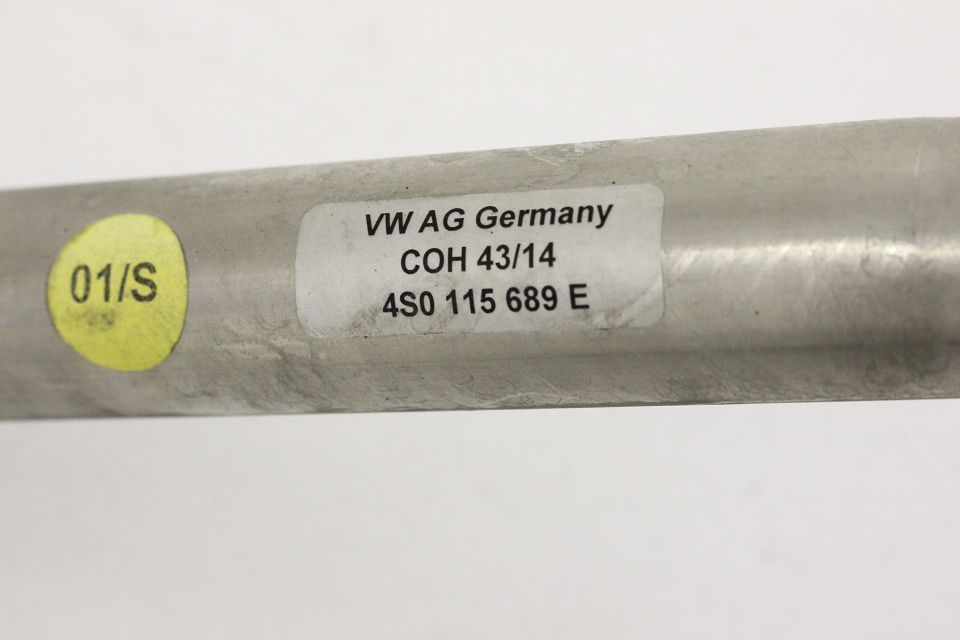 01/S
VW AG Germany
COH 43/14
4S0 115 689 E